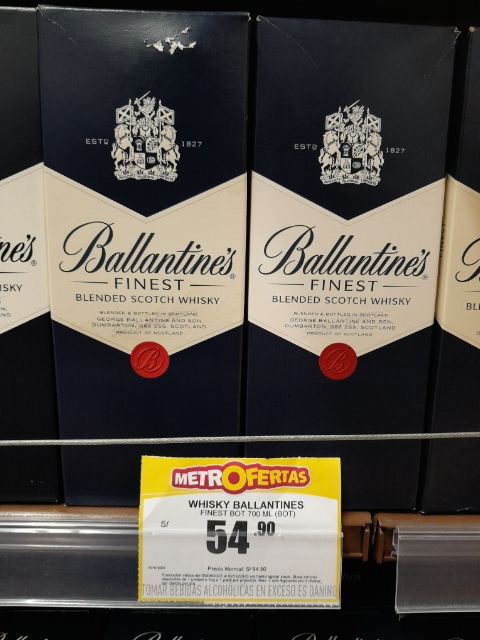 ESTD 1827
ESTD 1827
ne's
Ballantine's
Ballantine's
FINEST
FINEST
BLENDED SCOTCH WHISKY
BLENDED SCOTCH WHISKY
BLENDED & BOTTLED IN SCOTLAND
GEORGE BALLANTINE AND SON,
DUMBARTON, G82 2SS, SCOTLAND
PRODUCT OF SCOTLAND
BLENDED & BOTTLED IN SCOTLAND
GEORGE BALLANTINE AND SON,
DUMBARTON, G82 2SS, SCOTLAND
PRODUCT OF SCOTLAND
B
B
METROFERTAS
WHISKY BALLANTINES
FINEST BOT 700 ML (BOT)
S/ 54.90
Precio Normal: S/
TOMAR BEBIDAS ALCOHÓLICAS EN EXCESO ES DAÑINO